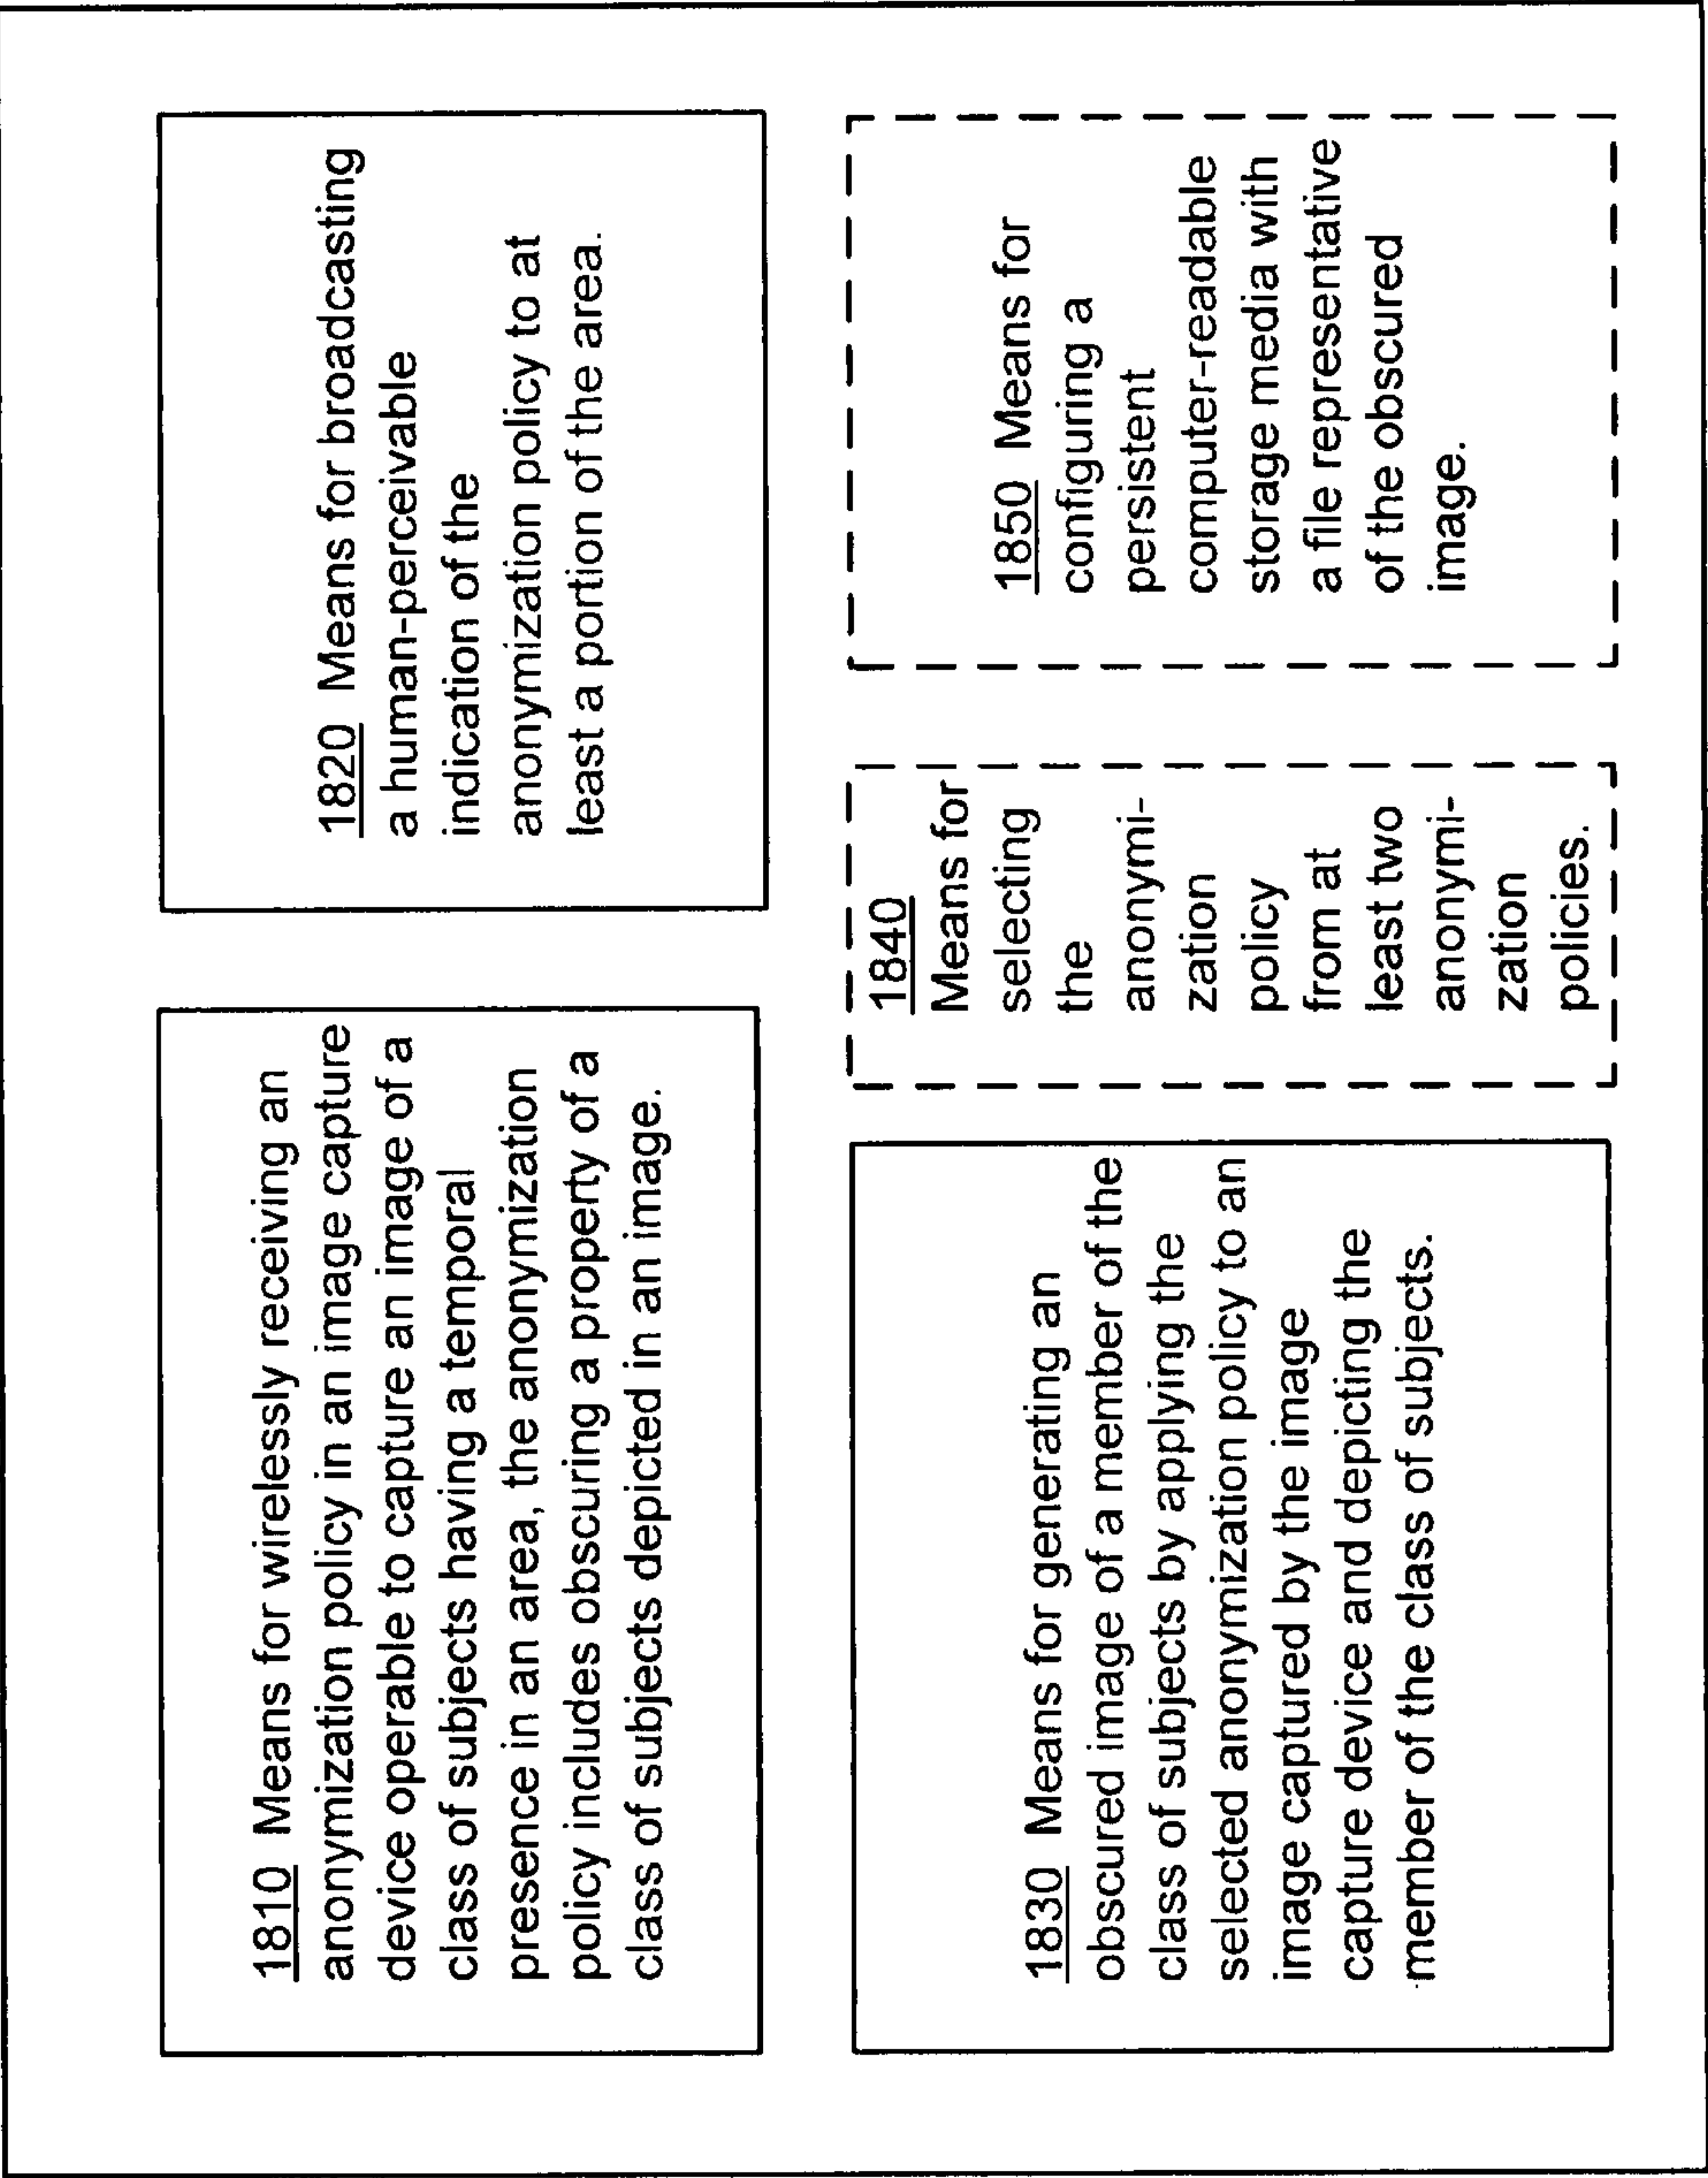 1810 Means for wirelessly receiving an
anonymization policy in an image capture
device operable to capture an image of a
class of subjects having a temporal
presence in an area, the anonymization
policy includes obscuring a property of a
class of subjects depicted in an image.
1820 Means for broadcasting
a human-perceivable
indication of the
anonymization policy to at
least a portion of the area.
1830 Means for generating an
obscured image of a member of the
class of subjects by applying the
selected anonymization policy to an
image captured by the image
capture device and depicting the
member of the class of subjects.
1840
Means for
selecting
the
anonymi-
zation
policy
from at
least two
anonymi-
zation
policies.
1850 Means for
configuring a
persistent
computer-readable
storage media with
a file representative
of the obscured
image.